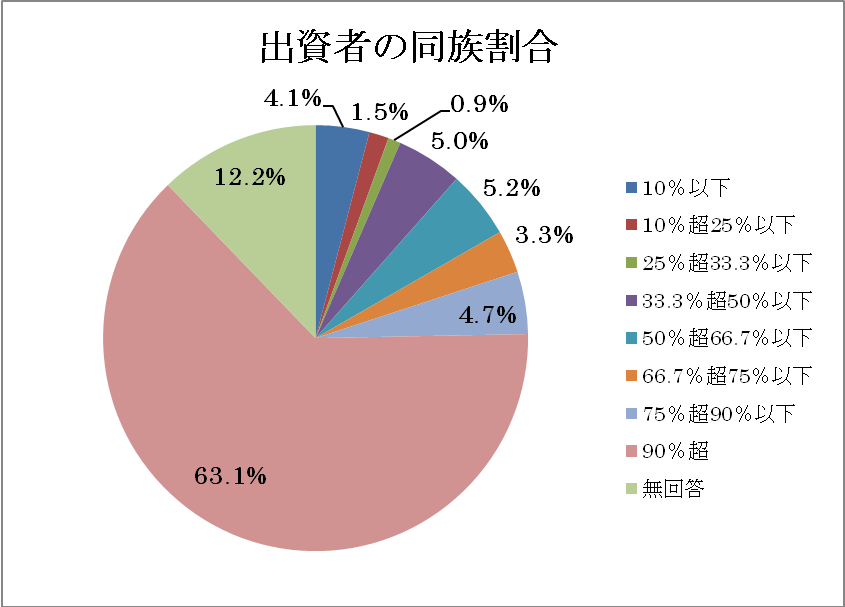 出資者の同族割合
4.1%
1.5%
0.9%
5.0%
5.2%
3.3%
4.7%
63.1%
12.2%
10％以下
10％超25％以下
25％超33.3％以下
33.3％超50％以下
50％超66.7％以下
66.7％超75％以下
75％超90％以下
90％超
無回答